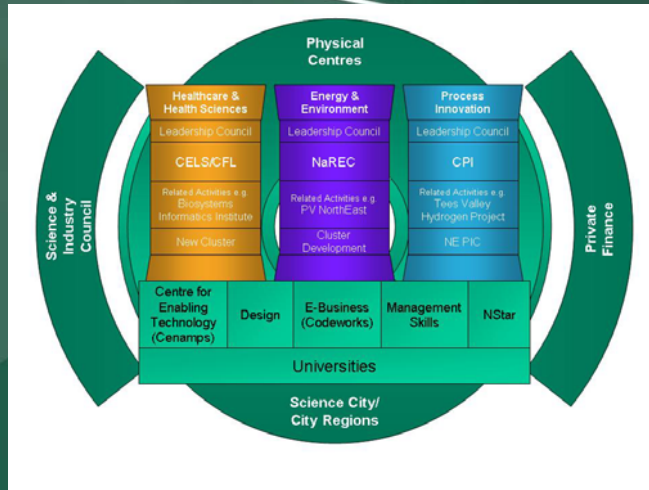 Physical
Centres
Healthcare &
Health Sciences
Leadership Council
CELS/CFL
Related Activities e.g.
Biosystems
Informatics Institute
New Cluster
Energy &
Environment
Leadership Council
NaREC
Related Activities e.g.
PV NorthEast
Cluster
Development
Process
Innovation
Leadership Council
CPI
Related Activities e.g.
Tees Valley
Hydrogen Project
NE PIC
Science &
Industry
Council
Private
Finance
Centre for
Enabling
Technology
(Cenamps)
Design
E-Business
(Codeworks)
Management
Skills
NStar
Universities
Science City/
City Regions